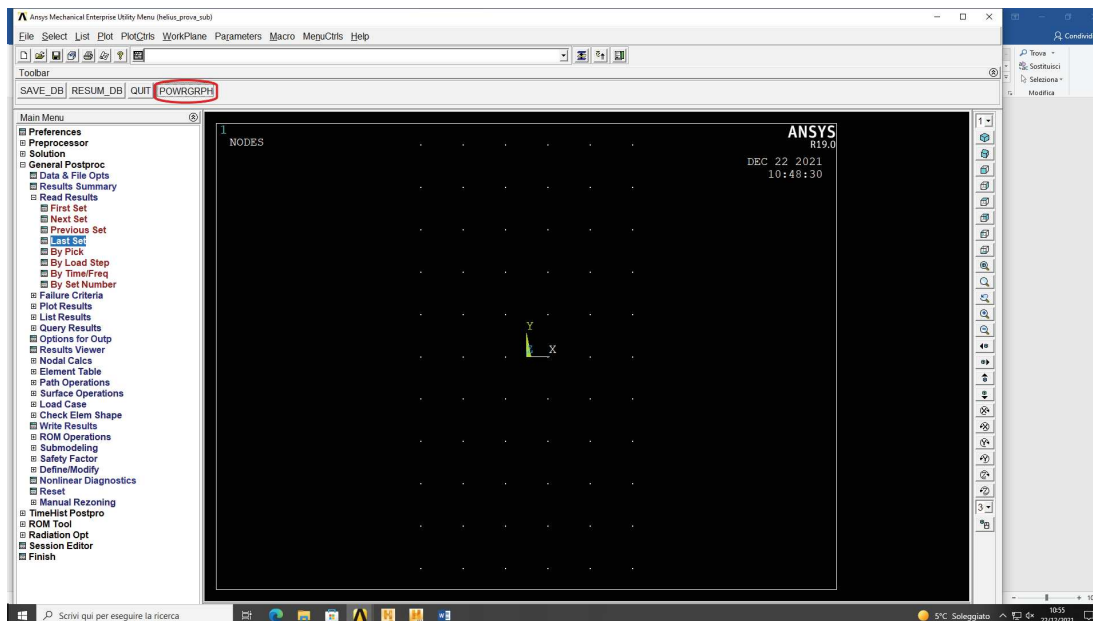 Ansys Mechanical Enterprise Utility Menu (helius_prova_sub)
File Select List Plot PlotCtrls WorkPlane Parameters Macro MenuCtrls Help
Condivid
Toolbar
SAVE_DB RESUM_DB QUIT POWRGRPH
Trova
Sostituisci
Seleziona
Modifica
Main Menu
Preferences
Preprocessor
Solution
General Postproc
Data & File Opts
Results Summary
Read Results
First Set
Next Set
Previous Set
Last Set
By Pick
By Load Step
By Time/Freq
By Set Number
Failure Criteria
Plot Results
List Results
Query Results
Options for Outp
Results Viewer
Nodal Calcs
Element Table
Path Operations
Surface Operations
Load Case
Check Elem Shape
Write Results
ROM Operations
Submodeling
Safety Factor
Define/Modify
Nonlinear Diagnostics
Reset
Manual Rezoning
TimeHist Postpro
ROM Tool
Radiation Opt
Session Editor
Finish
1
NODES
ANSYS
R19.0
DEC 22 2021
10:48:30
Y
X
1
3
Scrivi qui per eseguire la ricerca
5°C Soleggiato
10:55
22/12/2021